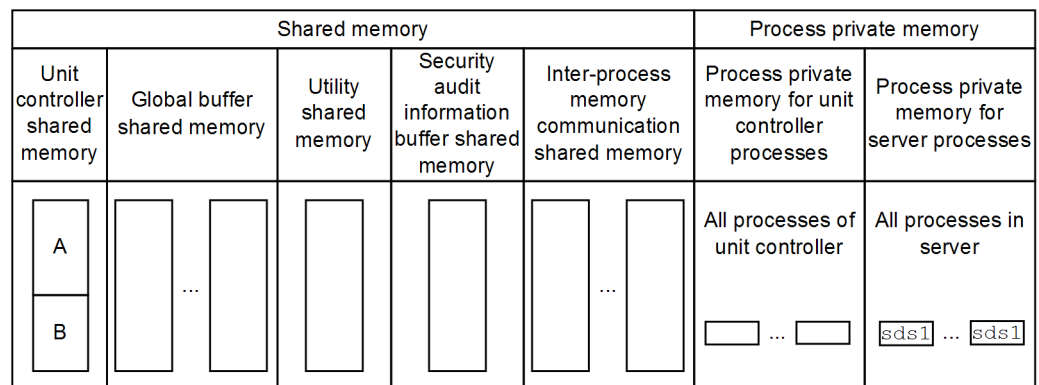 Shared memory
Process private memory
Unit
controller
shared
memory
Global buffer
shared memory
Utility
shared
memory
Security
audit
information
buffer shared
memory
Inter-process
memory
communication
shared memory
Process private
memory for unit
controller
processes
Process private
memory for
server processes
A
B
...
...
All processes of
unit controller
...
All processes in
server
sds1 ... sds1